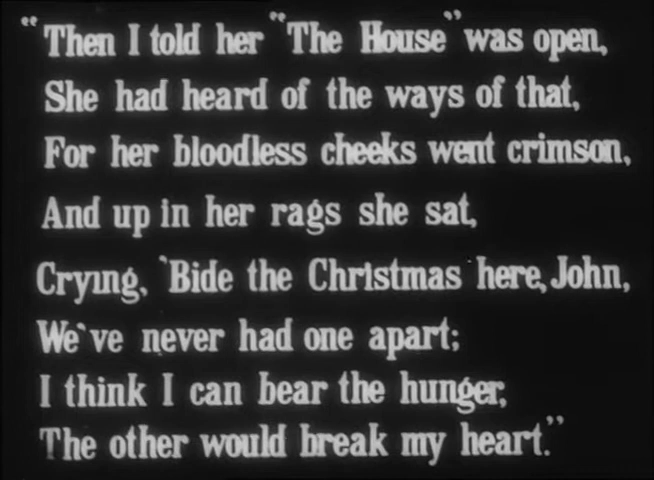 "Then I told her "The House" was open,
She had heard of the ways of that,
For her bloodless cheeks went crimson,
And up in her rags she sat,
Crying, 'Bide the Christmas here, John,
We've never had one apart;
I think I can bear the hunger,
The other would break my heart."